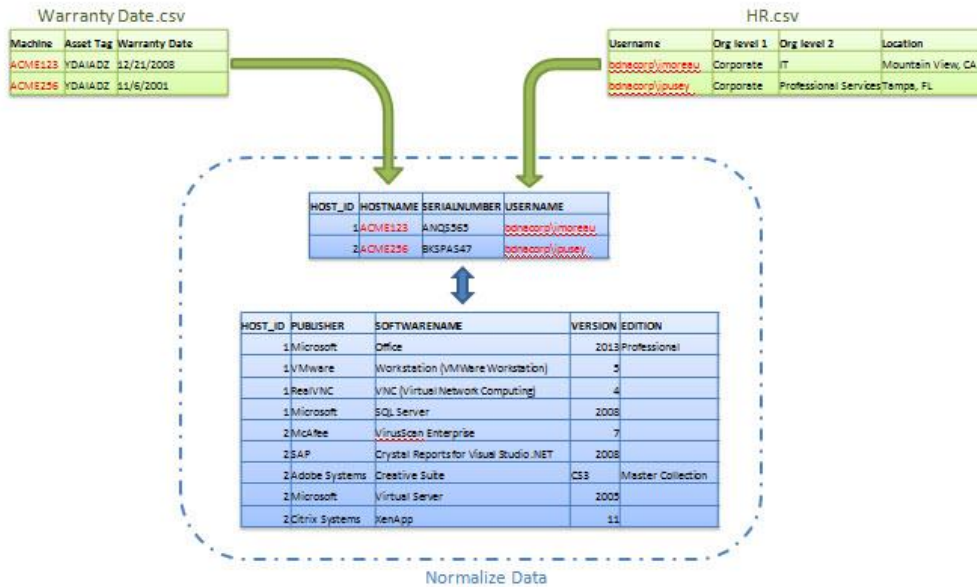 Warranty Date.csv
Machine Asset Tag Warranty Date
ACME123 YDAIADZ 12/21/2008
ACME256 YDAIADZ 11/6/2001
HR.csv
Username Org level 1 Org level 2 Location
bdnacorp\jmoreau Corporate IT Mountain View, CA
bdnacorp\jpusey Corporate Professional Services Tampa, FL
HOST_ID HOSTNAME SERIALNUMBER USERNAME
1 ACME123 ANQS565 bdnacorp\jmoreau
2 ACME256 BKSPAS47 bdnacorp\jpusey
HOST_ID PUBLISHER SOFTWARENAME VERSION EDITION
1 Microsoft Office 2013 Professional
1 VMware Workstation (VMWare Workstation) 5
1 RealVNC VNC (Virtual Network Computing) 4
1 Microsoft SQL Server 2008
2 McAfee VirusScan Enterprise 7
2 SAP Crystal Reports for Visual Studio .NET 2008
2 Adobe Systems Creative Suite CS3 Master Collection
2 Microsoft Virtual Server 2005
2 Citrix Systems XenApp 11
Normalize Data